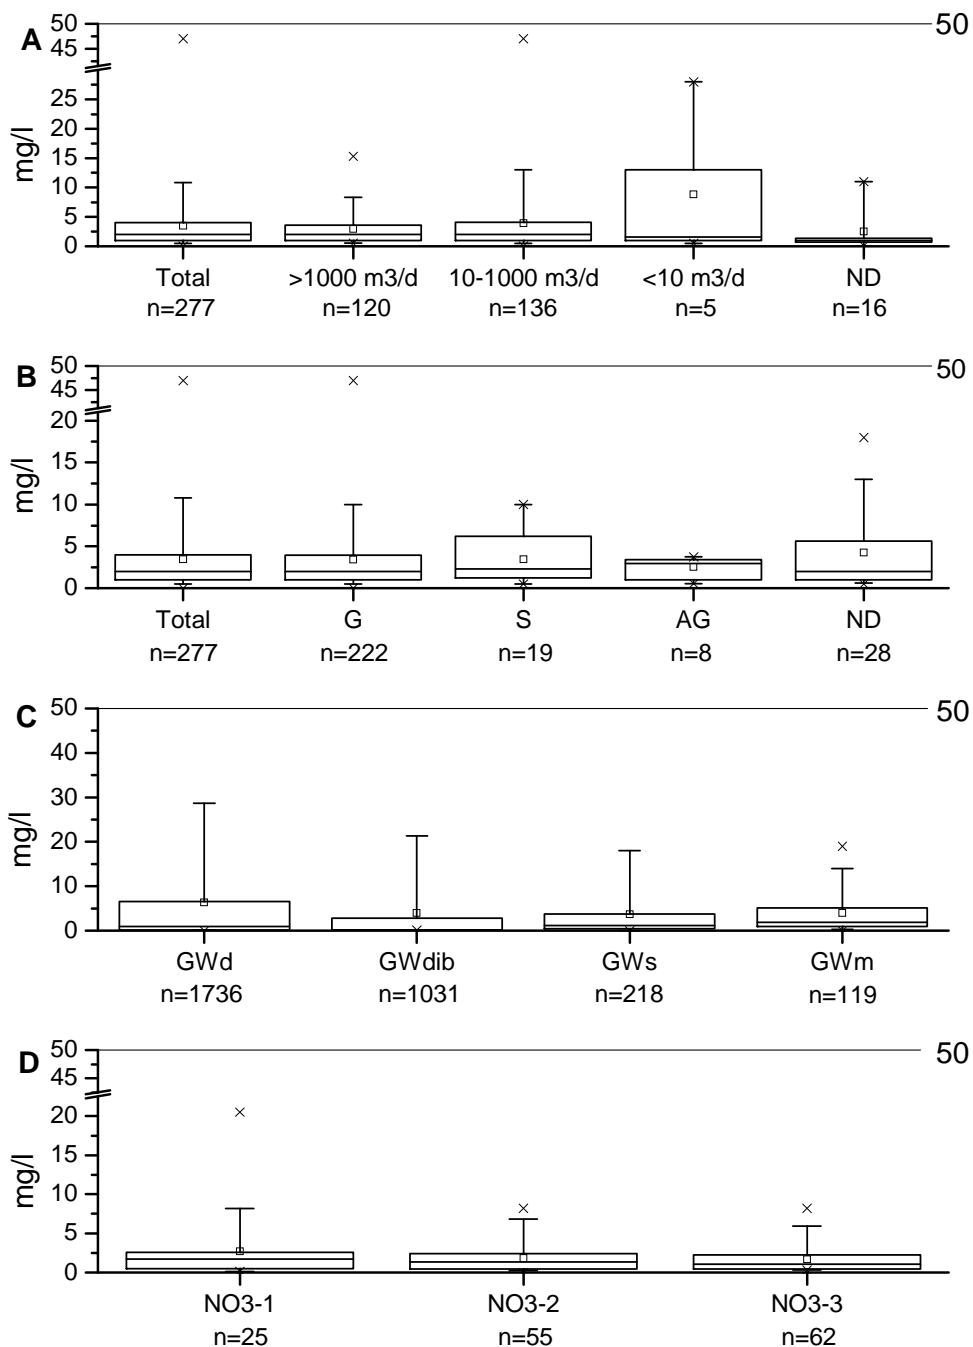 A
50
50
45
25
20
15
10
5
0
mg/l
Total >1000 m3/d 10-1000 m3/d <10 m3/d ND
n=277 n=120 n=136 n=5 n=16
B
50
50
45
20
15
10
5
0
mg/l
Total G S AG ND
n=277 n=222 n=19 n=8 n=28
C
50
50
40
30
20
10
0
mg/l
GWd GWdib GWs GWm
n=1736 n=1031 n=218 n=119
D
50
50
45
20
15
10
5
0
mg/l
NO3-1 NO3-2 NO3-3
n=25 n=55 n=62